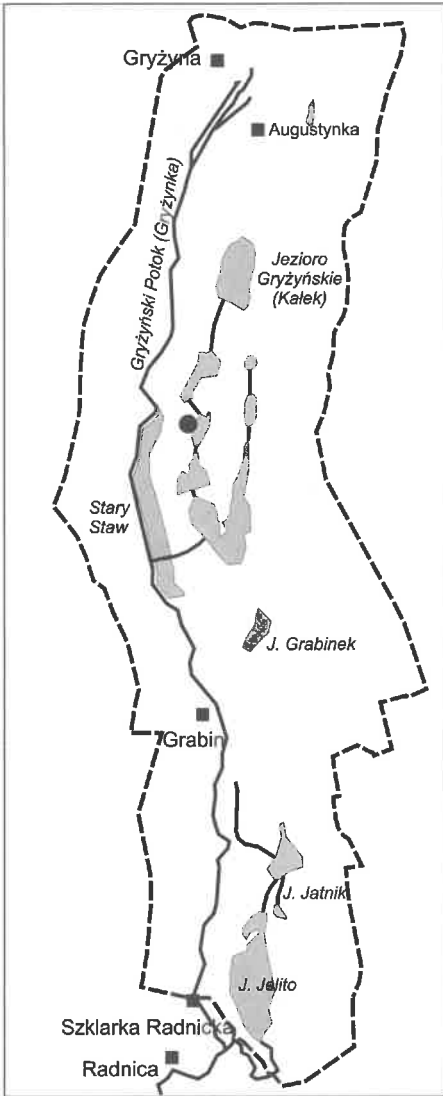 Gryżyna
Augustynka
Gryżyński Potok (Gryżynka)
Jezioro
Gryżyńskie
(Kałek)
Stary
Staw
J. Grabinek
Grabin
J. Jatnik
J. Jelito
Szklarka Radnicka
Radnica